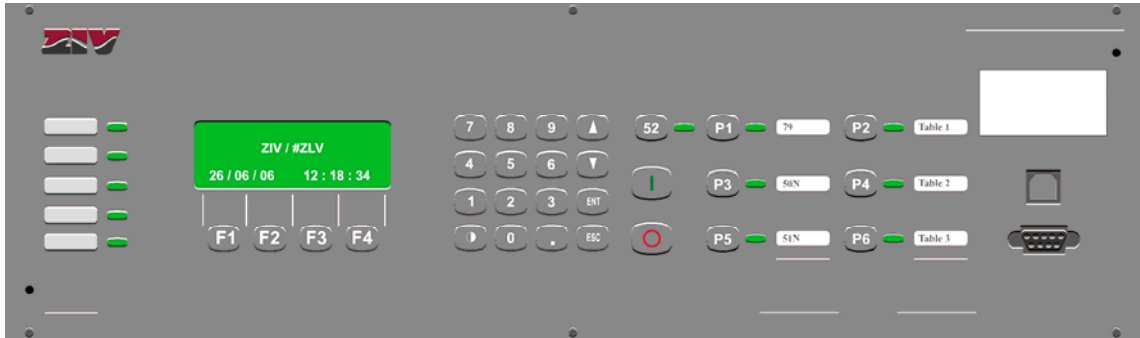 ZIV
ZIV / #ZLV
26 / 06 / 06 12 : 18 : 34
F1 F2 F3 F4
7 8 9
4 5 6
1 2 3 ENT
0 . ESC
52 P1 79 P2 Table 1
I P3 50N P4 Table 2
O P5 51N P6 Table 3